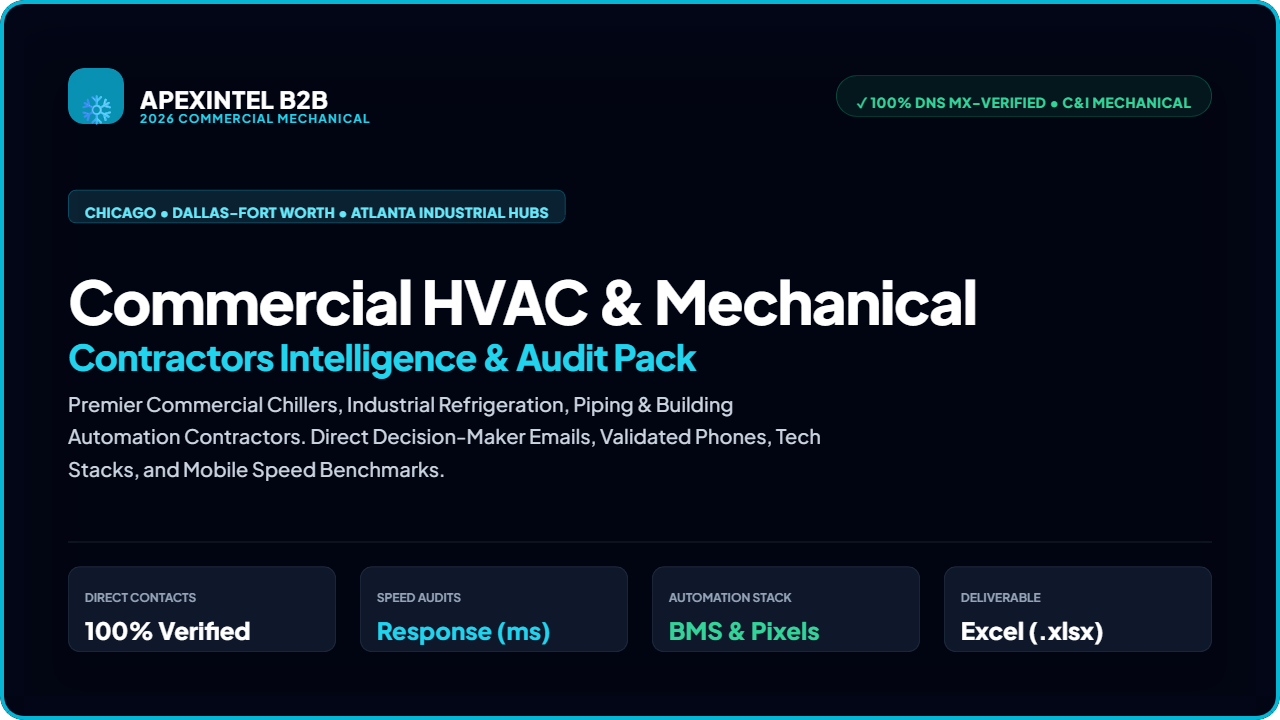 APEXINTEL B2B
2026 COMMERCIAL MECHANICAL
✓ 100% DNS MX-VERIFIED ● C&I MECHANICAL
CHICAGO ● DALLAS-FORT WORTH ● ATLANTA INDUSTRIAL HUBS
Commercial HVAC & Mechanical
Contractors Intelligence & Audit Pack
Premier Commercial Chillers, Industrial Refrigeration, Piping & Building
Automation Contractors. Direct Decision-Maker Emails, Validated Phones, Tech
Stacks, and Mobile Speed Benchmarks.
DIRECT CONTACTS
100% Verified
SPEED AUDITS
Response (ms)
AUTOMATION STACK
BMS & Pixels
DELIVERABLE
Excel (.xlsx)